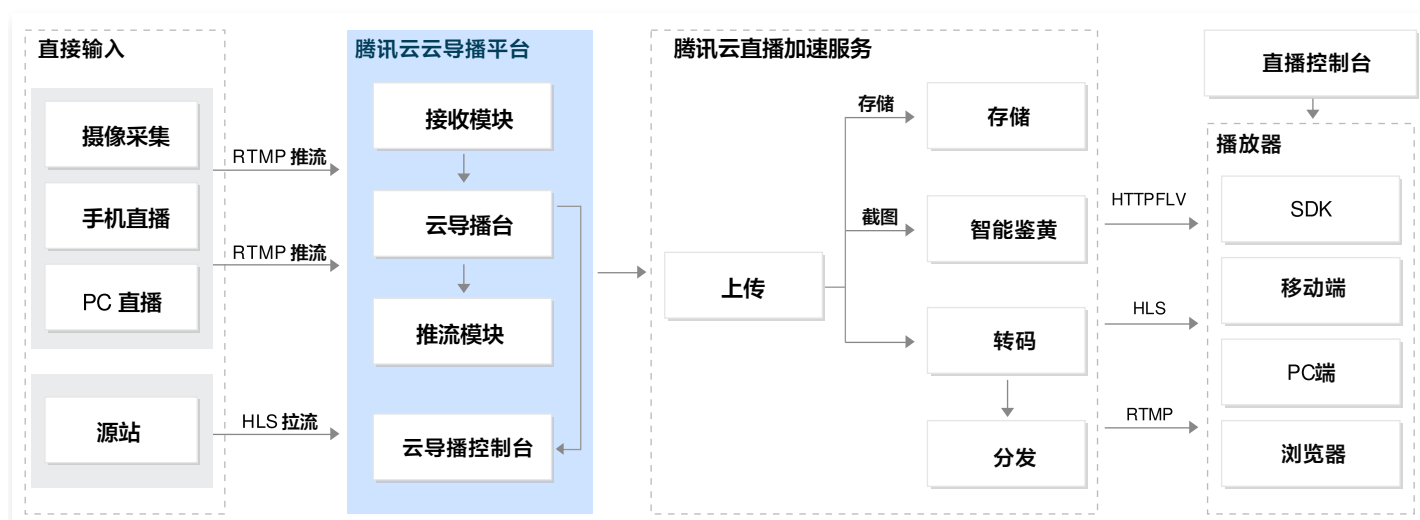 直接输入
摄像采集
手机直播
PC 直播
源站
RTMP 推流
RTMP 推流
HLS 拉流
腾讯云云导播平台
接收模块
云导播台
推流模块
云导播控制台
腾讯云直播加速服务
上传
存储
截图
存储
智能鉴黄
转码
分发
HTTPFLV
HLS
RTMP
直播控制台
播放器
SDK
移动端
PC端
浏览器